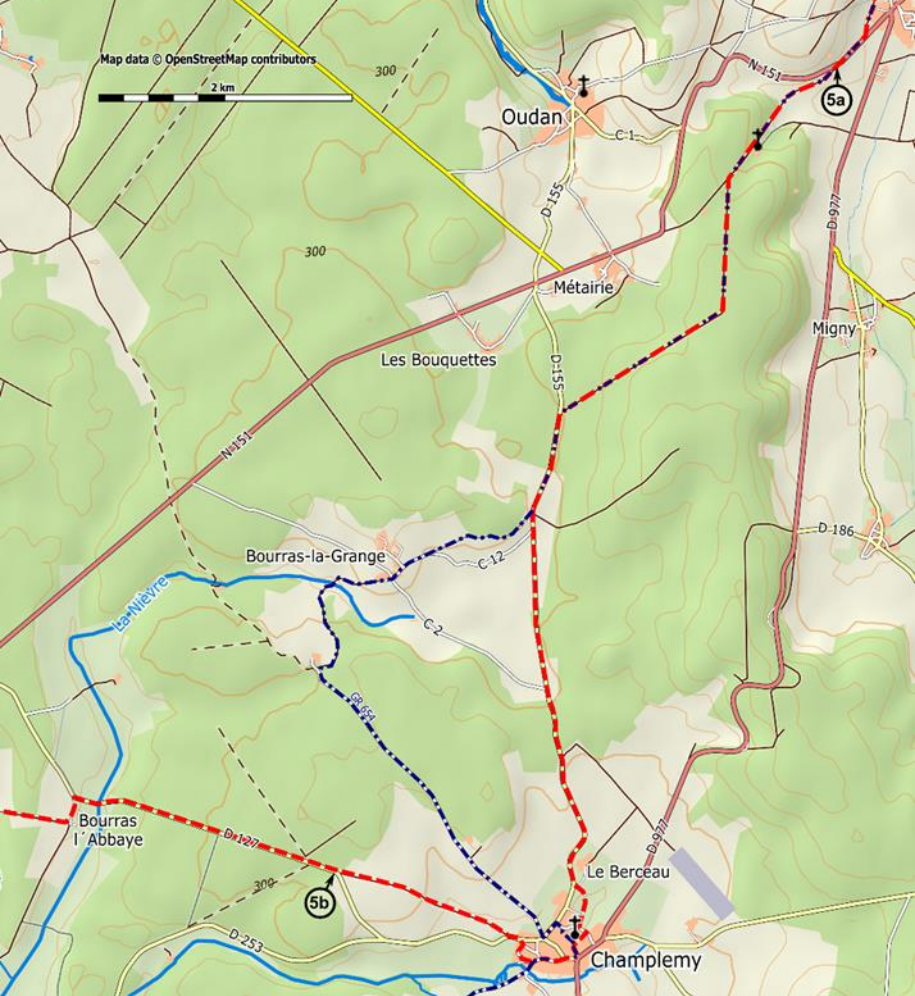 Map data © OpenStreetMap contributors
2 km
300
N 151
5a
Oudan
C 1
D-155
D-977
300
Métairie
Migny
Les Bouquettes
D-155
N 151
D 186
Bourras-la-Grange
C 12
La Nièvre
C 2
GR 654
Bourras
l´Abbaye
D-127
D-977
Le Berceau
300
5b
D-253
Champlemy